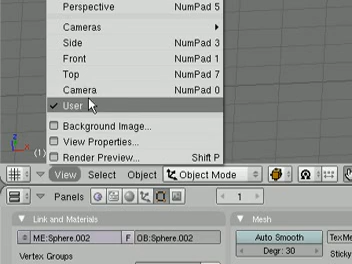 Perspective NumPad 5
Cameras
Side NumPad 3
Front NumPad 1
Top NumPad 7
Camera NumPad 0
User
Background Image...
View Properties...
Render Preview... Shift P
z
x
(1)
View Select Object Object Mode
Panels 1
Link and Materials Mesh
ME:Sphere.002 F OB:Sphere.002 Auto Smooth TexMe
Degr: 30 Sticky
Vertex Groups